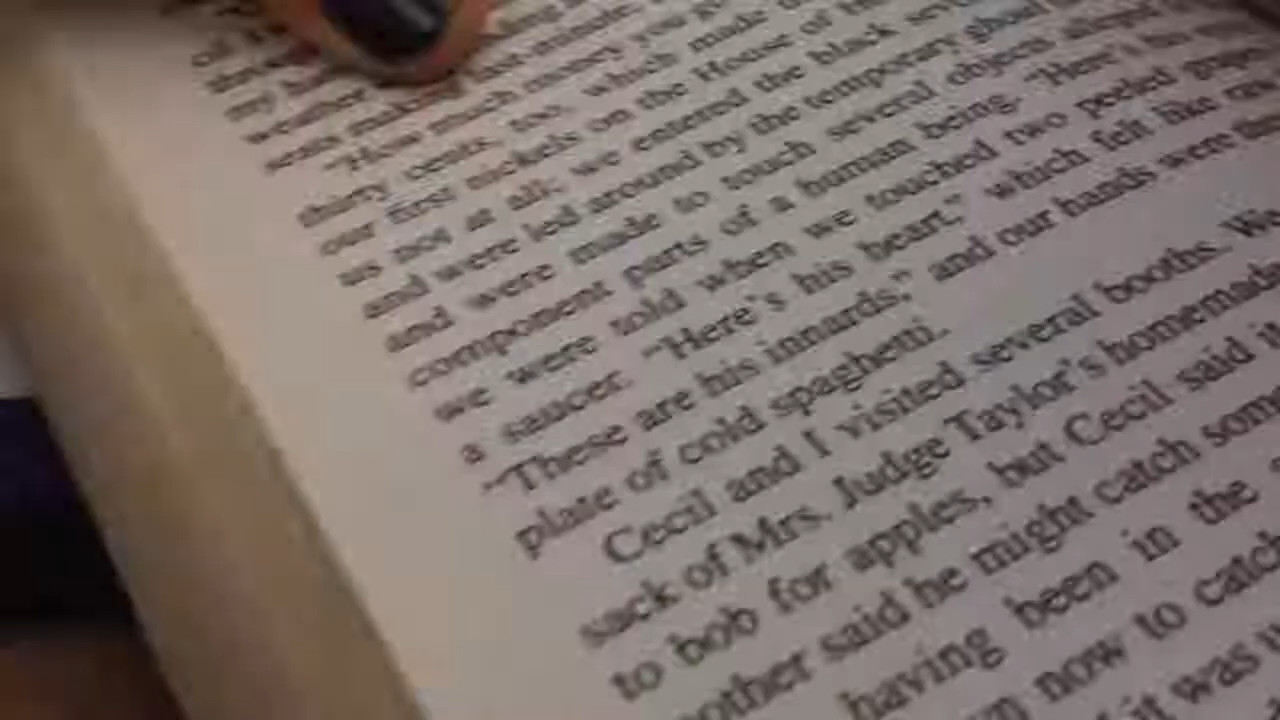 "How much money you
thirty cents, too, which made
our first nickels on the House of
us not at all; we entered the black
and were led around by the temporary ghoul
and were made to touch several objects alleged
component parts of a human being. "Here's his
we were told when we touched two peeled grapes
a saucer. "Here's his heart," which felt like
"These are his innards," and our hands were
plate of cold spaghetti.
Cecil and I visited several booths. We
sack of Mrs. Judge Taylor's homemade
to bob for apples, but Cecil said
said he might catch
having been in the
now to catch
it was